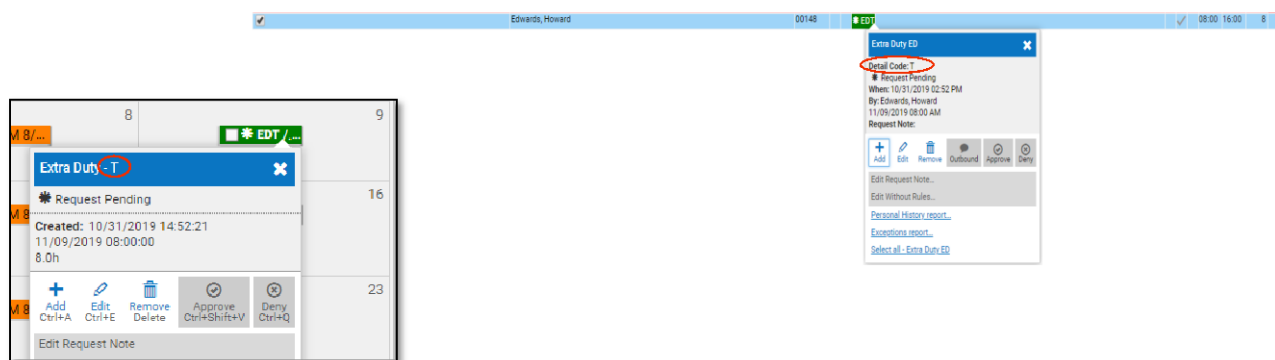 Edwards, Howard 00148 ✱ EDT 08:00 16:00 8
Extra Duty ED
Detail Code: T
✱ Request Pending
When: 10/31/2019 02:52 PM
By: Edwards, Howard
11/09/2019 08:00 AM
Request Note:
Add Edit Remove Outbound Approve Deny
Edit Request Note...
Edit Without Rules...
Personal History report...
Exceptions report...
Select all - Extra Duty ED
8 9
M 8/... ✱ EDT /...
Extra Duty - T
✱ Request Pending
16
M 8
Created: 10/31/2019 14:52:21
11/09/2019 08:00:00
8.0h
23
Add Edit Remove Approve Deny
M 8
Ctrl+A Ctrl+E Delete Ctrl+Shift+V Ctrl+Q
Edit Request Note